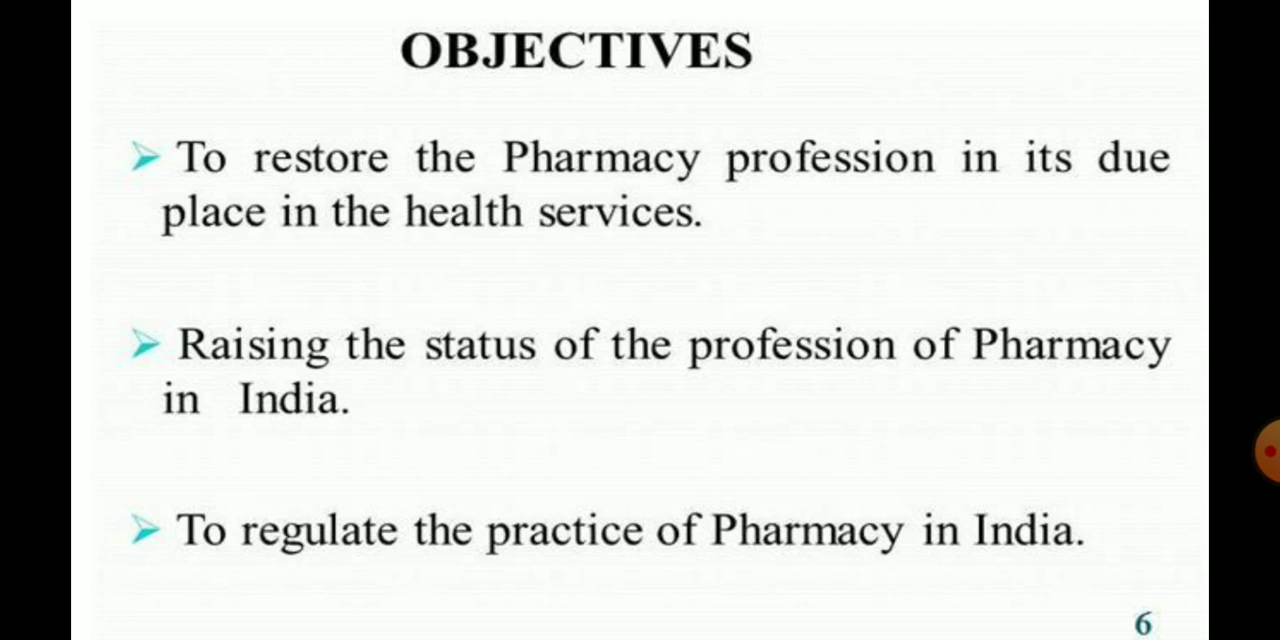 OBJECTIVES
To restore the Pharmacy profession in its due
place in the health services.
Raising the status of the profession of Pharmacy
in India.
To regulate the practice of Pharmacy in India.
6